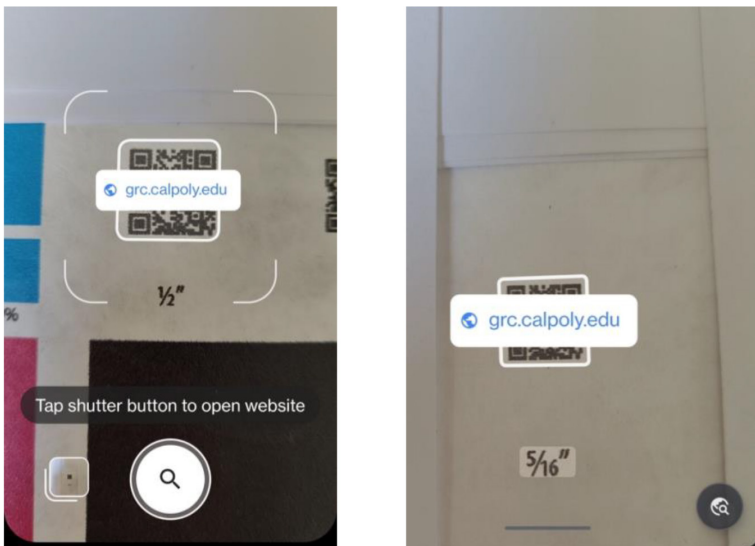 grc.calpoly.edu
½"
%
Tap shutter button to open website
grc.calpoly.edu
5/16"